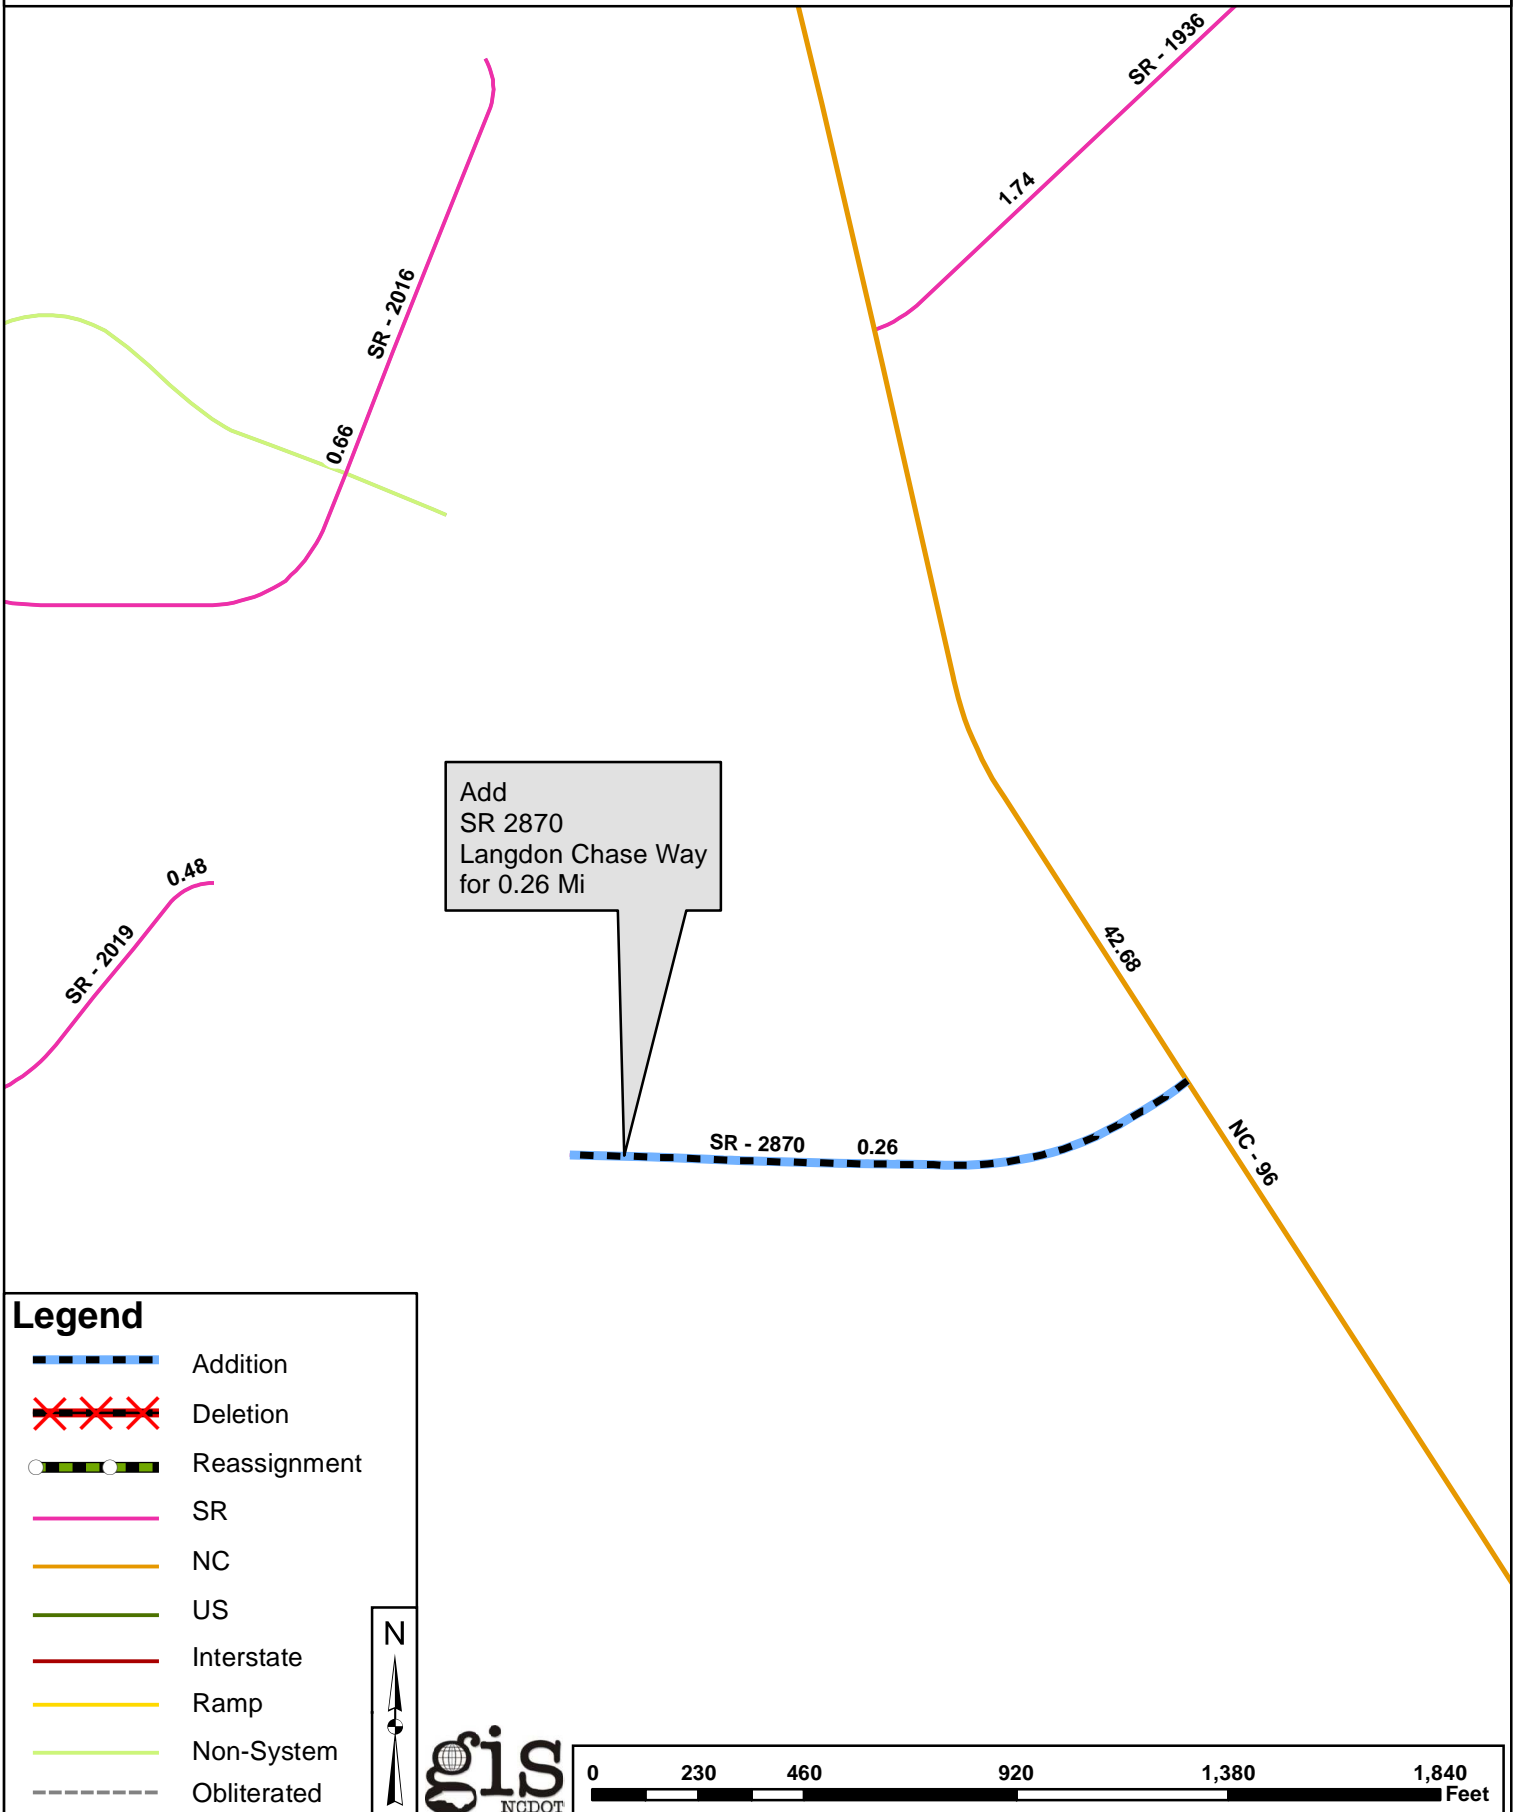 SR - 1936
1.74
SR - 2016
0.66
Add
SR 2870
Langdon Chase Way
for 0.26 Mi
0.48
SR - 2019
42.68
SR - 2870
0.26
NC - 96
Legend
Addition
Deletion
Reassignment
SR
NC
US
Interstate
Ramp
Non-System
Obliterated
N
gis
NCDOT
0 230 460 920 1,380 1,840
Feet